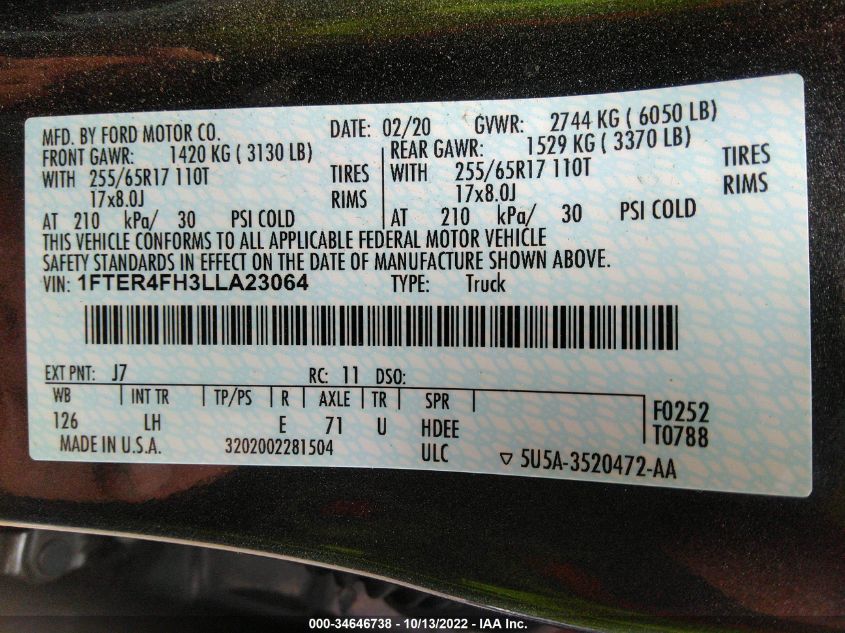 MFD. BY FORD MOTOR CO. DATE: 02/20 GVWR: 2744 KG ( 6050 LB)
FRONT GAWR: 1420 KG ( 3130 LB) REAR GAWR: 1529 KG ( 3370 LB)
WITH 255/65R17 110T TIRES WITH 255/65R17 110T TIRES
17x8.0J RIMS 17x8.0J RIMS
AT 210 kPa/ 30 PSI COLD AT 210 kPa/ 30 PSI COLD
THIS VEHICLE CONFORMS TO ALL APPLICABLE FEDERAL MOTOR VEHICLE
SAFETY STANDARDS IN EFFECT ON THE DATE OF MANUFACTURE SHOWN ABOVE.
VIN: 1FTER4FH3LLA23064 TYPE: Truck
EXT PNT: J7 RC: 11 DSO:
WB INT TR TP/PS R AXLE TR SPR
126 LH E 71 U HDEE F0252
T0788
MADE IN U.S.A. 3202002281504 ULC ▽ 5U5A-3520472-AA
000-34646738 - 10/13/2022 - IAA Inc.